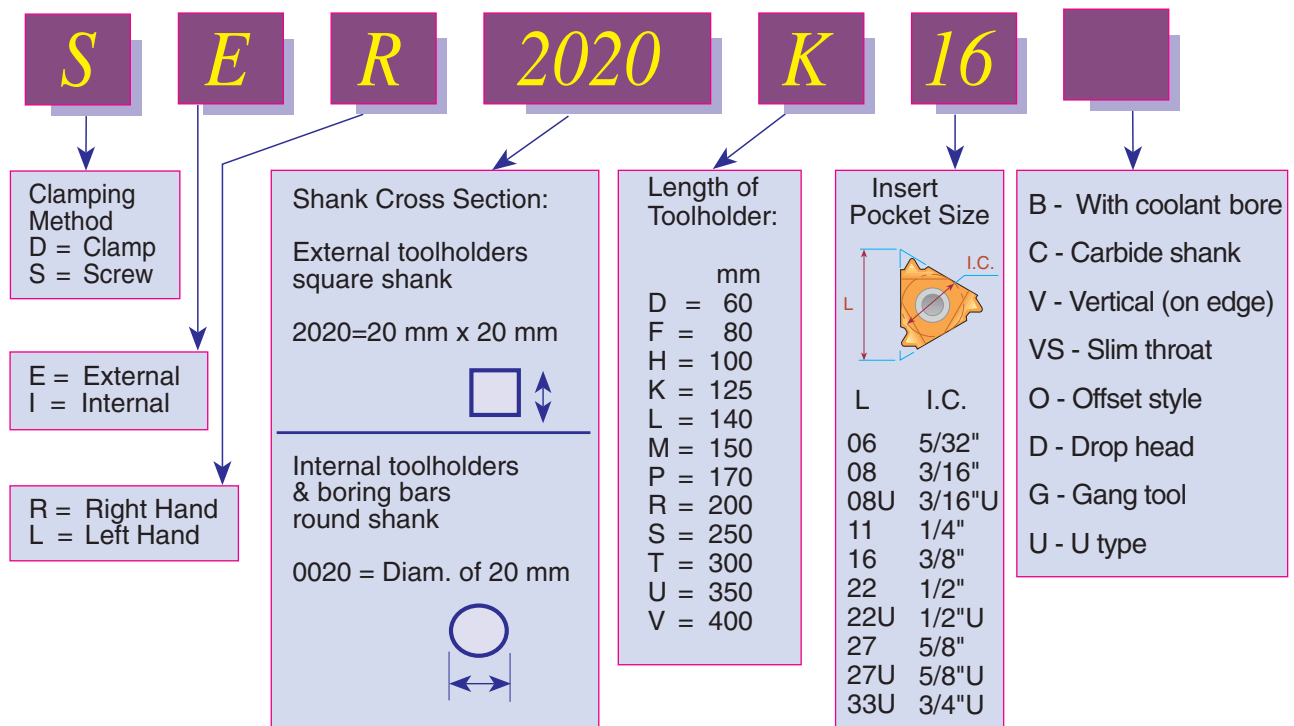 S E R 2020 K 16
Clamping
Method
D = Clamp
S = Screw
E = External
I = Internal
R = Right Hand
L = Left Hand
Shank Cross Section:
External toolholders
square shank
2020=20 mm x 20 mm
Internal toolholders
& boring bars
round shank
0020 = Diam. of 20 mm
Length of
Toolholder:
mm
D = 60
F = 80
H = 100
K = 125
L = 140
M = 150
P = 170
R = 200
S = 250
T = 300
U = 350
V = 400
Insert
Pocket Size
I.C.
L
L I.C.
06 5/32"
08 3/16"
08U 3/16"U
11 1/4"
16 3/8"
22 1/2"
22U 1/2"U
27 5/8"
27U 5/8"U
33U 3/4"U
B - With coolant bore
C - Carbide shank
V - Vertical (on edge)
VS - Slim throat
O - Offset style
D - Drop head
G - Gang tool
U - U type